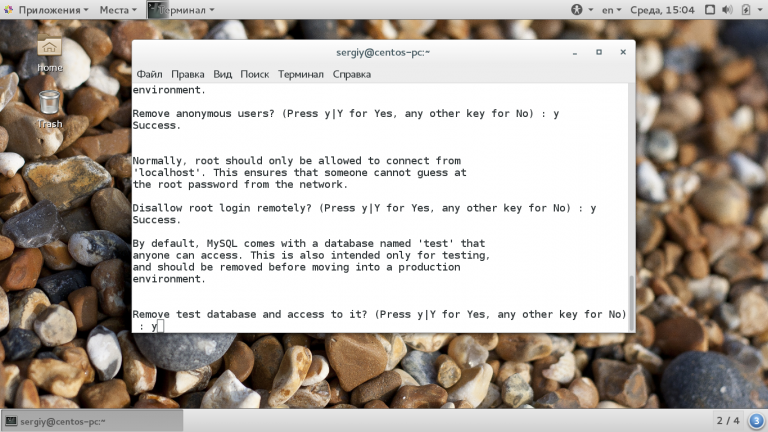 Приложения
Места
Терминал
en
Среда, 15:04
Home
Trash
sergiy@centos-pc:~
Файл Правка Вид Поиск Терминал Справка
environment.
Remove anonymous users? (Press y|Y for Yes, any other key for No) : y
Success.
Normally, root should only be allowed to connect from
'localhost'. This ensures that someone cannot guess at
the root password from the network.
Disallow root login remotely? (Press y|Y for Yes, any other key for No) : y
Success.
By default, MySQL comes with a database named 'test' that
anyone can access. This is also intended only for testing,
and should be removed before moving into a production
environment.
Remove test database and access to it? (Press y|Y for Yes, any other key for No)
: y
sergiy@centos-pc:~
2 / 4
3